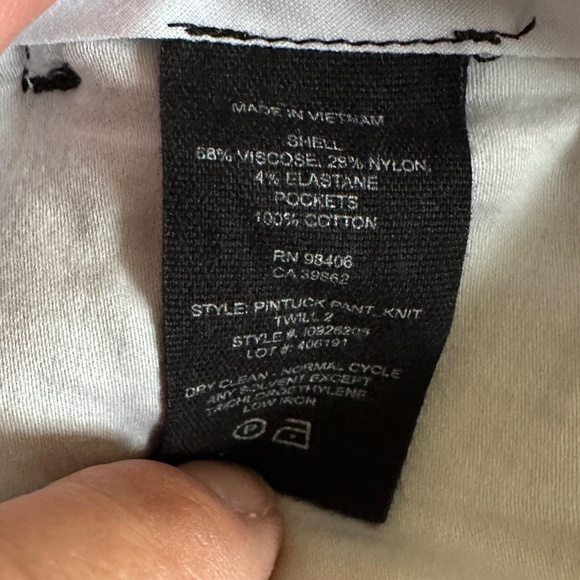 MADE IN VIETNAM
SHELL
68% VISCOSE, 28% NYLON,
4% ELASTANE
POCKETS
100% COTTON
RN 98406
CA 39862
STYLE: PINTUCK PANT_KNIT
TWILL 2
STYLE #: I0926205
LOT #: 406191
DRY CLEAN - NORMAL CYCLE
ANY SOLVENT EXCEPT
TRICHLOROETHYLENE
LOW IRON
P